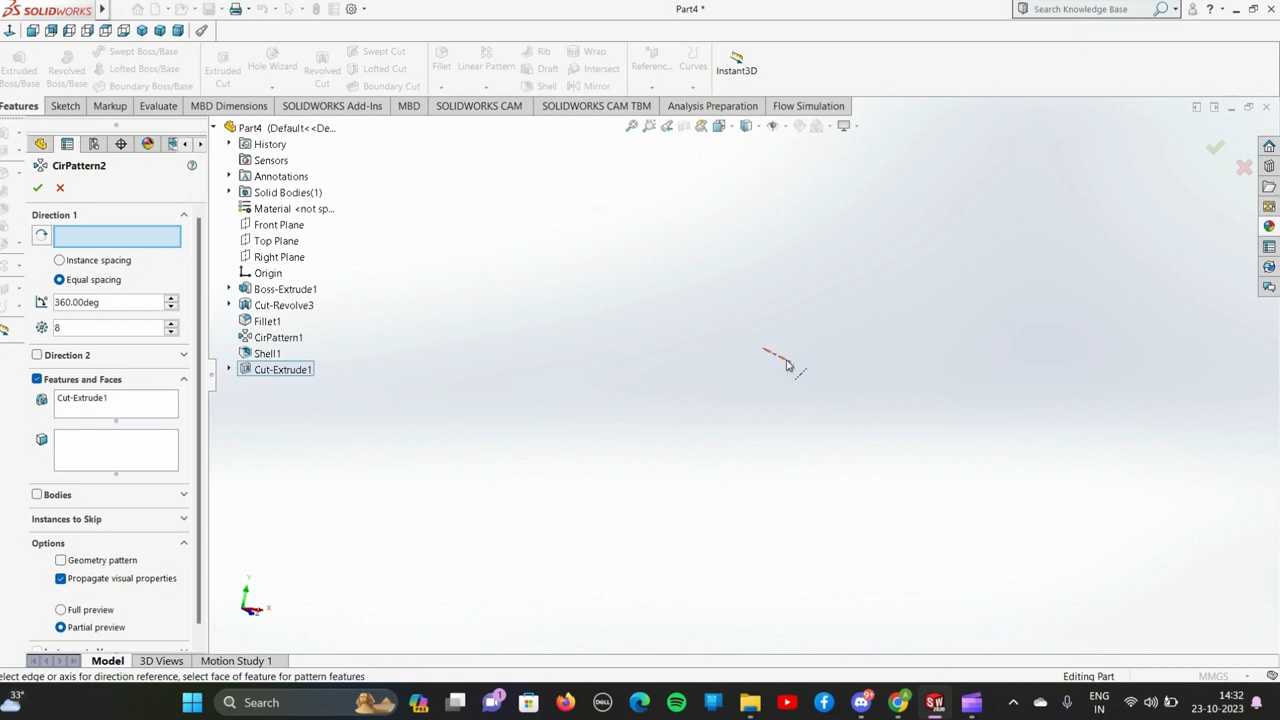 SOLIDWORKS
Part4 *
Search Knowledge Base
Extruded Boss/Base
Revolved Boss/Base
Swept Boss/Base
Lofted Boss/Base
Boundary Boss/Base
Extruded Cut
Hole Wizard
Revolved Cut
Swept Cut
Lofted Cut
Boundary Cut
Fillet
Linear Pattern
Rib
Draft
Shell
Wrap
Intersect
Mirror
Referenc...
Curves
Instant3D
Features
Sketch
Markup
Evaluate
MBD Dimensions
SOLIDWORKS Add-Ins
MBD
SOLIDWORKS CAM
SOLIDWORKS CAM TBM
Analysis Preparation
Flow Simulation
CirPattern2
Direction 1
Instance spacing
Equal spacing
360.00deg
8
Direction 2
Features and Faces
Cut-Extrude1
Bodies
Instances to Skip
Options
Geometry pattern
Propagate visual properties
Full preview
Partial preview
Part4 (Default<<De...
History
Sensors
Annotations
Solid Bodies(1)
Material <not sp...
Front Plane
Top Plane
Right Plane
Origin
Boss-Extrude1
Cut-Revolve3
Fillet1
CirPattern1
Shell1
Cut-Extrude1
Y
X
Model
3D Views
Motion Study 1
elect edge or axis for direction reference, select face of feature for pattern features
Editing Part
MMGS
33°
Search
ENG
IN
14:32
23-10-2023